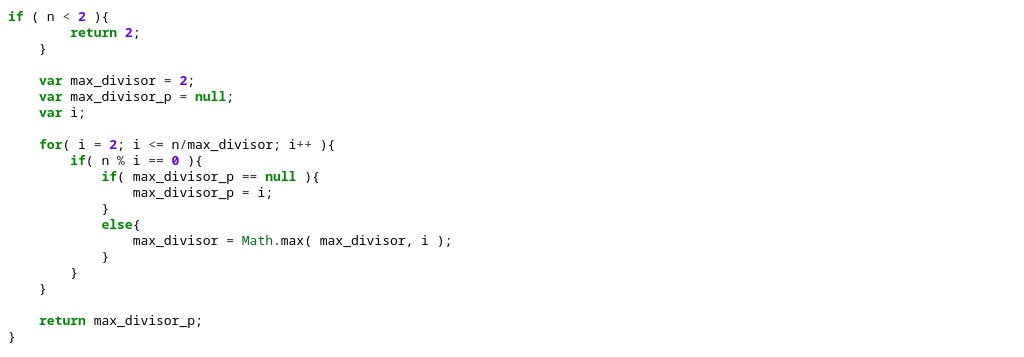 if ( n < 2 ){
        return 2;
    }

    var max_divisor = 2;
    var max_divisor_p = null;
    var i;

    for( i = 2; i <= n/max_divisor; i++ ){
        if( n % i == 0 ){
            if( max_divisor_p == null ){
                max_divisor_p = i;
            }
            else{
                max_divisor = Math.max( max_divisor, i );
            }
        }
    }

    return max_divisor_p;
}